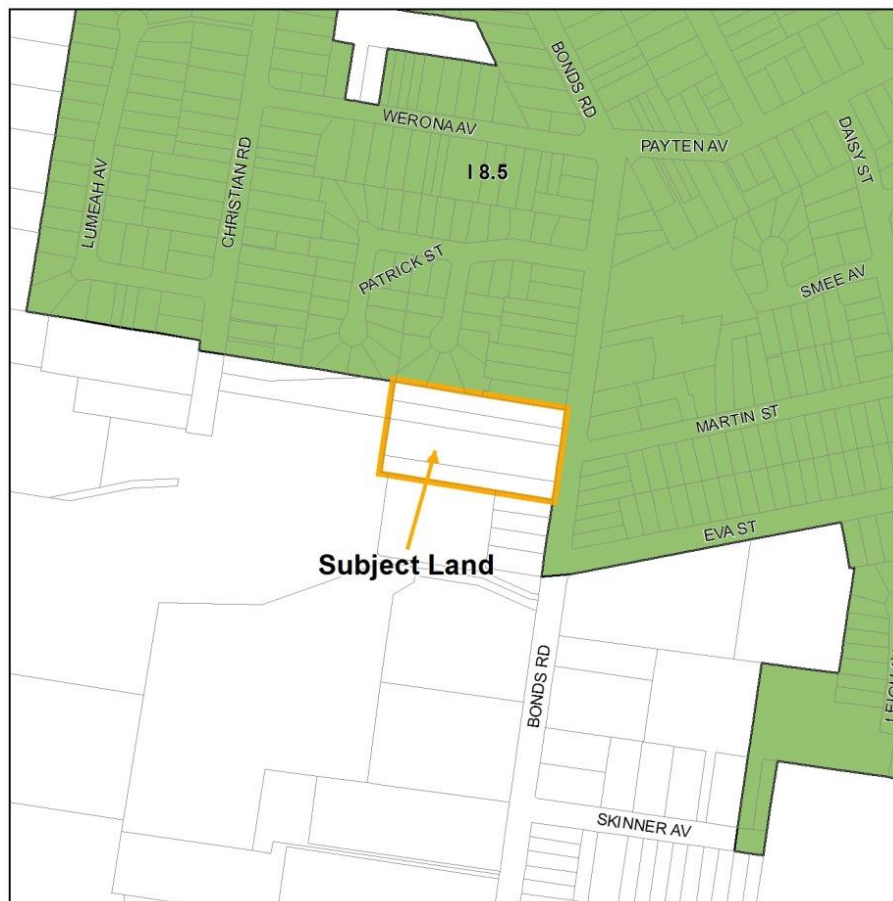 BONDS RD
WERONA AV
PAYTEN AV
DAISY ST
I 8.5
LUMEAH AV
CHRISTIAN RD
PATRICK ST
SMEE AV
MARTIN ST
EVA ST
Subject Land
BONDS RD
SKINNER AV